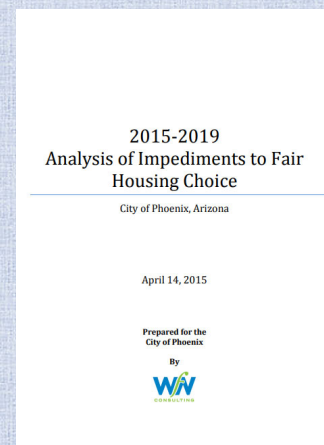 2015-2019
Analysis of Impediments to Fair
Housing Choice
City of Phoenix, Arizona
April 14, 2015
Prepared for the
City of Phoenix
By
WFN
CONSULTING